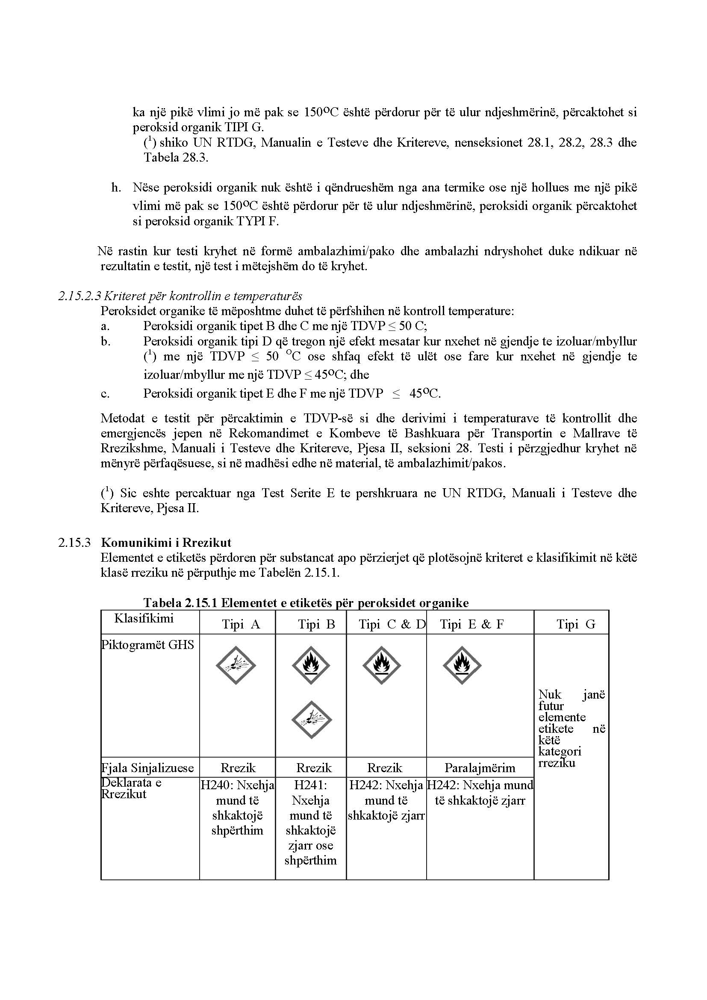 ka një pikë vlimi jo më pak se 150ᴼC është përdorur për të ulur ndjeshmërinë, përcaktohet si
peroksid organik TIPI G.
(¹) shiko UN RTDG, Manualin e Testeve dhe Kritereve, nenseksionet 28.1, 28.2, 28.3 dhe
Tabela 28.3.
h. Nëse peroksidi organik nuk është i qëndrueshëm nga ana termike ose një hollues me një pikë
vlimi më pak se 150ᴼC është përdorur për të ulur ndjeshmërinë, peroksidi organik përcaktohet
si peroksid organik TYPI F.
Në rastin kur testi kryhet në formë ambalazhimi/pako dhe ambalazhi ndryshohet duke ndikuar në
rezultatin e testit, një test i mëtejshëm do të kryhet.
2.15.2.3 Kriteret për kontrollin e temperaturës
Peroksidet organike të mëposhtme duhet të përfshihen në kontroll temperature:
a. Peroksidi organik tipet B dhe C me një TDVP ≤ 50 C;
b. Peroksidi organik tipi D që tregon një efekt mesatar kur nxehet në gjendje te izoluar/mbyllur
(¹) me një TDVP ≤ 50 ᴼC ose shfaq efekt të ulët ose fare kur nxehet në gjendje te
izoluar/mbyllur me një TDVP ≤ 45ᴼC; dhe
c. Peroksidi organik tipet E dhe F me një TDVP ≤ 45ᴼC.
Metodat e testit për përcaktimin e TDVP-së si dhe derivimi i temperaturave të kontrollit dhe
emergjencës jepen në Rekomandimet e Kombeve të Bashkuara për Transportin e Mallrave të
Rrezikshme, Manuali i Testeve dhe Kritereve, Pjesa II, seksioni 28. Testi i përzgjedhur kryhet në
mënyrë përfaqësuese, si në madhësi edhe në material, të ambalazhimit/pakos.
(¹) Sic eshte percaktuar nga Test Serite E te pershkruara ne UN RTDG, Manuali i Testeve dhe
Kritereve, Pjesa II.
2.15.3 Komunikimi i Rrezikut
Elementet e etiketës përdoren për substancat apo përzierjet që plotësojnë kriteret e klasifikimit në këtë
klasë rreziku në përputhje me Tabelën 2.15.1.
Tabela 2.15.1 Elementet e etiketës për peroksidet organike
Klasifikimi Tipi A Tipi B Tipi C & D Tipi E & F Tipi G
Piktogramët GHS
Nuk janë
futur
elemente
etikete në
këtë
kategori
rreziku
Fjala Sinjalizuese Rrezik Rrezik Rrezik Paralajmërim
Deklarata e
Rrezikut
H240: Nxehja
mund të
shkaktojë
shpërthim
H241:
Nxehja
mund të
shkaktojë
zjarr ose
shpërthim
H242: Nxehja
mund të
shkaktojë zjarr
H242: Nxehja mund
të shkaktojë zjarr